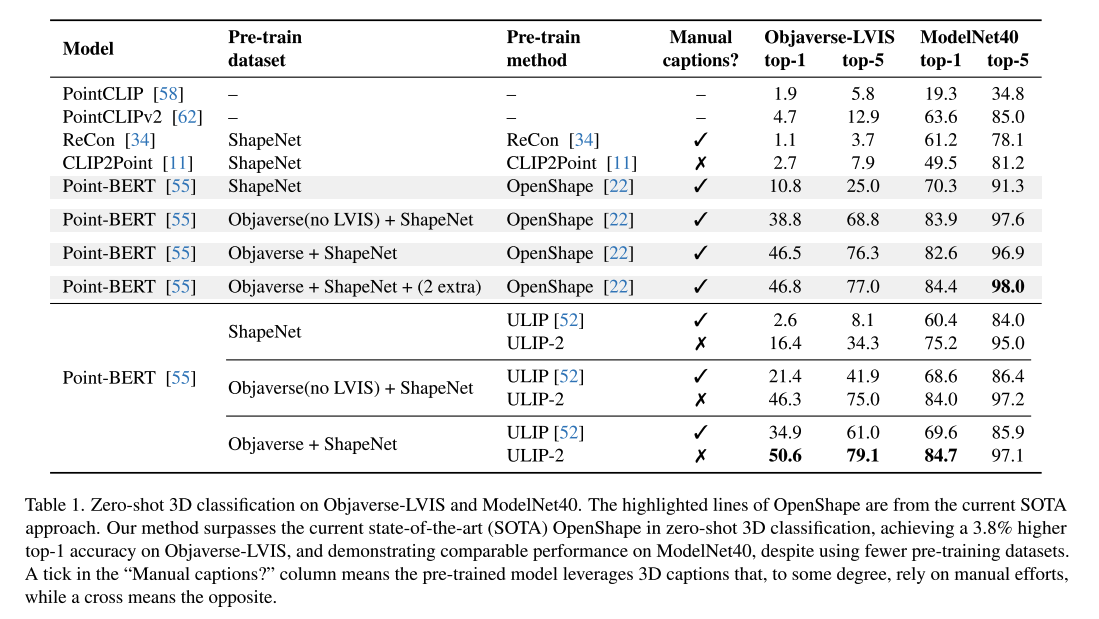 Model Pre-train dataset Pre-train method Manual captions? Objaverse-LVIS top-1 top-5 ModelNet40 top-1 top-5
PointCLIP [58] – – – 1.9 5.8 19.3 34.8
PointCLIPv2 [62] – – – 4.7 12.9 63.6 85.0
ReCon [34] ShapeNet ReCon [34] ✓ 1.1 3.7 61.2 78.1
CLIP2Point [11] ShapeNet CLIP2Point [11] ✗ 2.7 7.9 49.5 81.2
Point-BERT [55] ShapeNet OpenShape [22] ✓ 10.8 25.0 70.3 91.3
Point-BERT [55] Objaverse(no LVIS) + ShapeNet OpenShape [22] ✓ 38.8 68.8 83.9 97.6
Point-BERT [55] Objaverse + ShapeNet OpenShape [22] ✓ 46.5 76.3 82.6 96.9
Point-BERT [55] Objaverse + ShapeNet + (2 extra) OpenShape [22] ✓ 46.8 77.0 84.4 98.0
Point-BERT [55]
ShapeNet
ULIP [52] ✓ 2.6 8.1 60.4 84.0
ULIP-2 ✗ 16.4 34.3 75.2 95.0
Objaverse(no LVIS) + ShapeNet
ULIP [52] ✓ 21.4 41.9 68.6 86.4
ULIP-2 ✗ 46.3 75.0 84.0 97.2
Objaverse + ShapeNet
ULIP [52] ✓ 34.9 61.0 69.6 85.9
ULIP-2 ✗ 50.6 79.1 84.7 97.1
Table 1. Zero-shot 3D classification on Objaverse-LVIS and ModelNet40. The highlighted lines of OpenShape are from the current SOTA
approach. Our method surpasses the current state-of-the-art (SOTA) OpenShape in zero-shot 3D classification, achieving a 3.8% higher
top-1 accuracy on Objaverse-LVIS, and demonstrating comparable performance on ModelNet40, despite using fewer pre-training datasets.
A tick in the “Manual captions?” column means the pre-trained model leverages 3D captions that, to some degree, rely on manual efforts,
while a cross means the opposite.